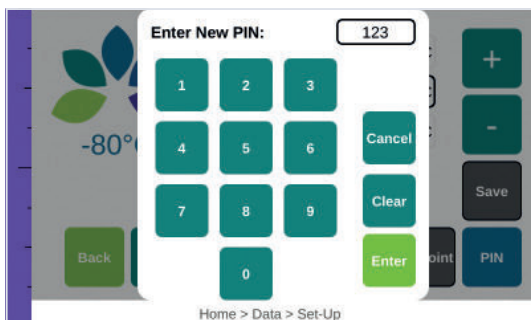 Enter New PIN: 123
1 2 3
-80°
Cancel
4 5 6
Save
Clear
7 8 9
Back
Enter
PIN
0
Home > Data > Set-Up